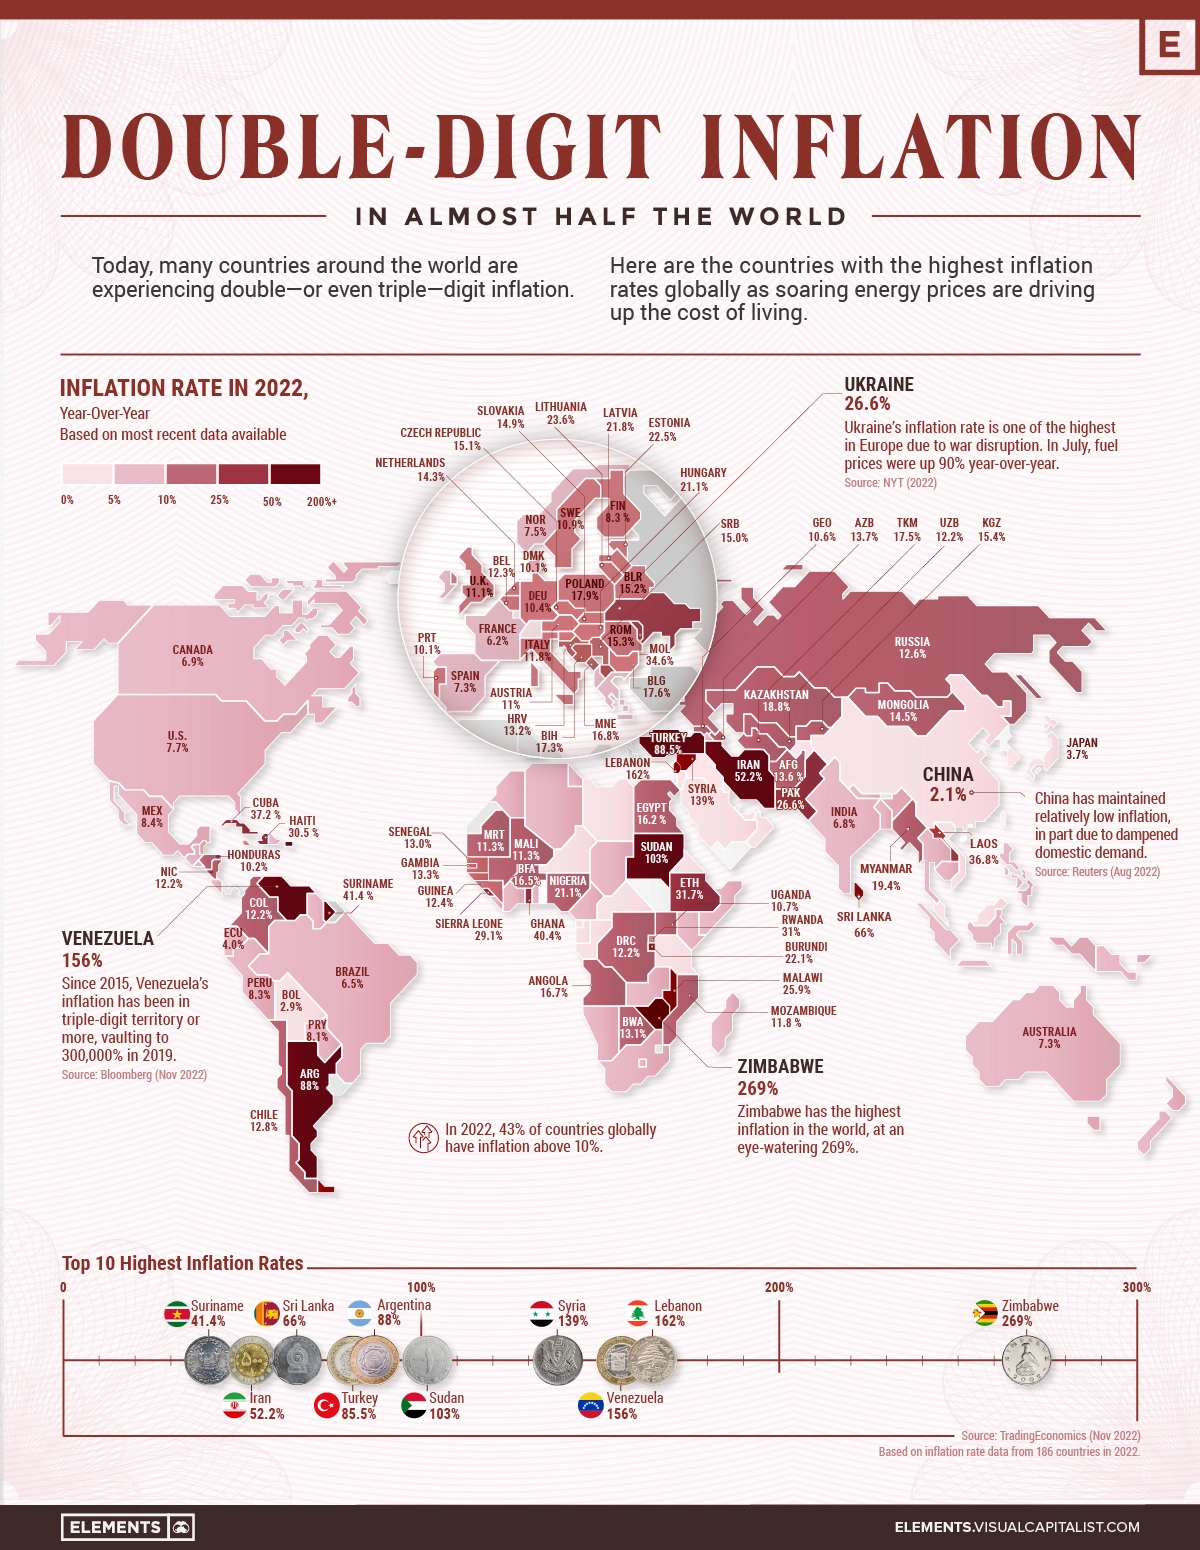 E
DOUBLE-DIGIT INFLATION
IN ALMOST HALF THE WORLD
Today, many countries around the world are
experiencing double—or even triple—digit inflation.
Here are the countries with the highest inflation
rates globally as soaring energy prices are driving
up the cost of living.
INFLATION RATE IN 2022,
Year-Over-Year
Based on most recent data available
0% 5% 10% 25% 50% 200%+
UKRAINE
26.6%
Ukraine's inflation rate is one of the highest
in Europe due to war disruption. In July, fuel
prices were up 90% year-over-year.
Source: NYT (2022)
SLOVAKIA
14.9%
LITHUANIA
23.6%
LATVIA
21.8%
ESTONIA
22.5%
CZECH REPUBLIC
15.1%
NETHERLANDS
14.3%
HUNGARY
21.1%
SRB
15.0%
GEO
10.6%
AZB
13.7%
TKM
17.5%
UZB
12.2%
KGZ
15.4%
NOR
7.5%
SWE
10.9%
FIN
8.3 %
BEL
12.3%
DMK
10.1%
U.K.
11.1%
DEU
10.4%
POLAND
17.9%
BLR
15.2%
FRANCE
6.2%
ITALY
11.8%
ROM
15.3%
MOL
34.6%
PRT
10.1%
SPAIN
7.3%
BLG
17.6%
AUSTRIA
11%
HRV
13.2%
BIH
17.3%
MNE
16.8%
CANADA
6.9%
U.S.
7.7%
MEX
8.4%
CUBA
37.2 %
HAITI
30.5 %
HONDURAS
10.2%
NIC
12.2%
SURINAME
41.4 %
COL
12.2%
ECU
4.0%
VENEZUELA
156%
Since 2015, Venezuela's
inflation has been in
triple-digit territory or
more, vaulting to
300,000% in 2019.
Source: Bloomberg (Nov 2022)
PERU
8.3%
BOL
2.9%
BRAZIL
6.5%
PRY
8.1%
ARG
88%
CHILE
12.8%
RUSSIA
12.6%
KAZAKHSTAN
18.8%
MONGOLIA
14.5%
TURKEY
88.5%
LEBANON
162%
SYRIA
139%
IRAN
52.2%
AFG
13.6 %
PAK
26.6%
INDIA
6.8%
CHINA
2.1%
China has maintained
relatively low inflation,
in part due to dampened
domestic demand.
Source: Reuters (Aug 2022)
JAPAN
3.7%
LAOS
36.8%
MYANMAR
19.4%
SRI LANKA
66%
AUSTRALIA
7.3%
EGYPT
16.2 %
SENEGAL
13.0%
GAMBIA
13.3%
GUINEA
12.4%
SIERRA LEONE
29.1%
MRT
11.3%
MALI
11.3%
BFA
16.5%
NIGERIA
21.1%
GHANA
40.4%
SUDAN
103%
ETH
31.7%
UGANDA
10.7%
RWANDA
31%
BURUNDI
22.1%
DRC
12.2%
ANGOLA
16.7%
MALAWI
25.9%
MOZAMBIQUE
11.8 %
BWA
13.1%
ZIMBABWE
269%
Zimbabwe has the highest
inflation in the world, at an
eye-watering 269%.
In 2022, 43% of countries globally
have inflation above 10%.
Top 10 Highest Inflation Rates
0 100% 200% 300%
Suriname
41.4%
Sri Lanka
66%
Argentina
88%
Syria
139%
Lebanon
162%
Zimbabwe
269%
Iran
52.2%
Turkey
85.5%
Sudan
103%
Venezuela
156%
Source: TradingEconomics (Nov 2022)
Based on inflation rate data from 186 countries in 2022.
ELEMENTS
ELEMENTS.VISUALCAPITALIST.COM